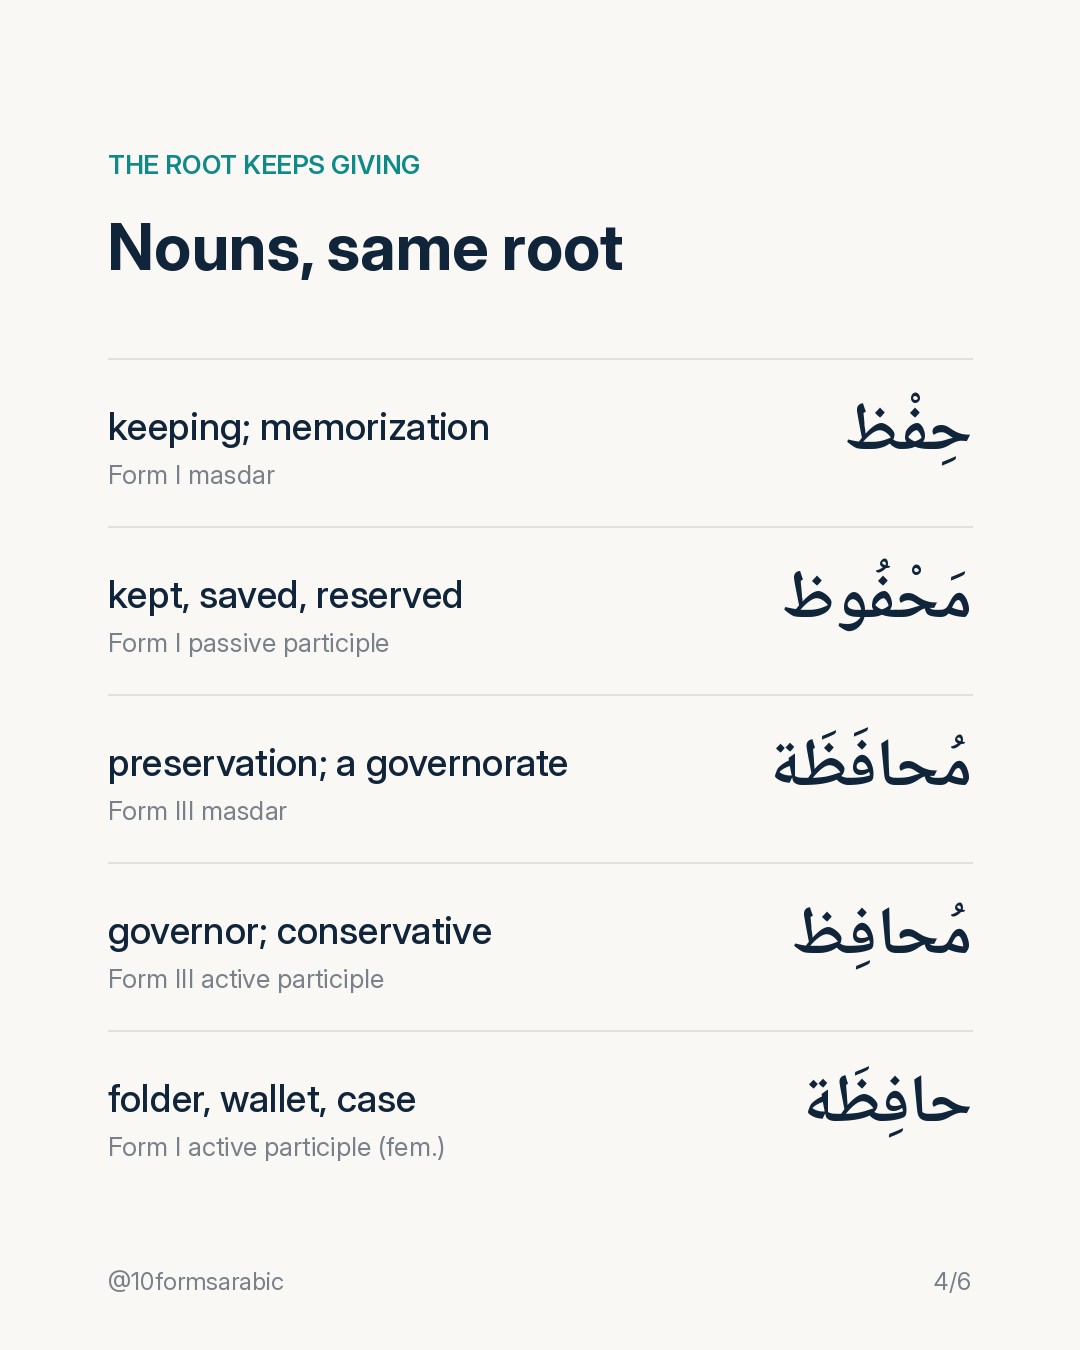 THE ROOT KEEPS GIVING
Nouns, same root
keeping; memorization
حِفْظ
Form I masdar
kept, saved, reserved
مَحْفُوظ
Form I passive participle
preservation; a governorate
مُحافَظَة
Form III masdar
governor; conservative
مُحافِظ
Form III active participle
folder, wallet, case
حافِظَة
Form I active participle (fem.)
@10formsarabic
4/6